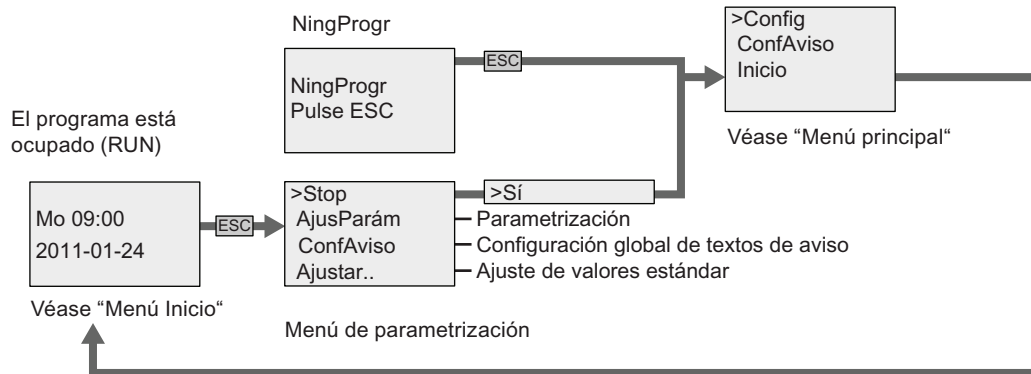 NingProgr
NingProgr
Pulse ESC
ESC
>Config
ConfAviso
Inicio
Véase “Menú principal“
El programa está
ocupado (RUN)
Mo 09:00
2011-01-24
Véase “Menú Inicio“
ESC
>Stop
AjusParám
ConfAviso
Ajustar..
>Sí
Parametrización
Configuración global de textos de aviso
Ajuste de valores estándar
Menú de parametrización